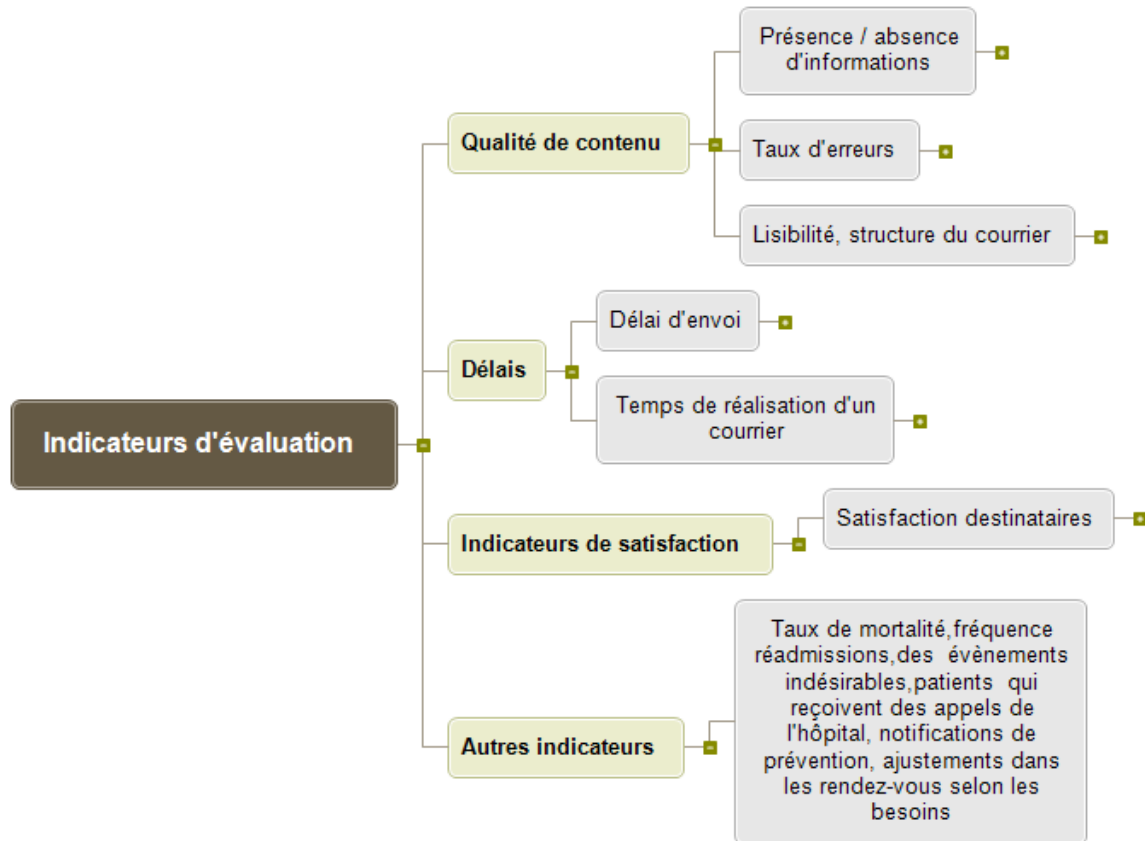 Présence / absence
d'informations
Qualité de contenu
Taux d'erreurs
Lisibilité, structure du courrier
Délai d'envoi
Délais
Temps de réalisation d'un
courrier
Indicateurs d'évaluation
Satisfaction destinataires
Indicateurs de satisfaction
Taux de mortalité,fréquence
réadmissions,des évènements
indésirables,patients qui
reçoivent des appels de
l'hôpital, notifications de
prévention, ajustements dans
les rendez-vous selon les
besoins
Autres indicateurs